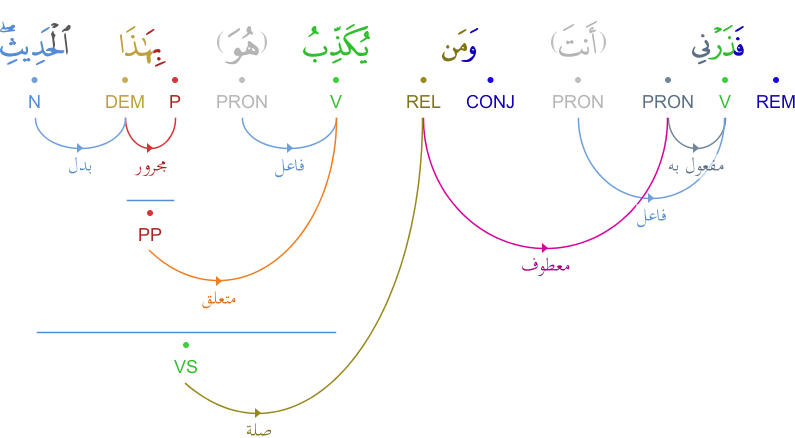 فَذَرْنِي (أَنتَ) وَمَن يُكَذِّبُ (هُوَ) بِهَٰذَا ٱلْحَدِيثِ ۖ
REM V PRON PRON CONJ REL V PRON P DEM N
مفعول به
فاعل
معطوف
فاعل
مجرور
بدل
PP
متعلق
VS
صلة